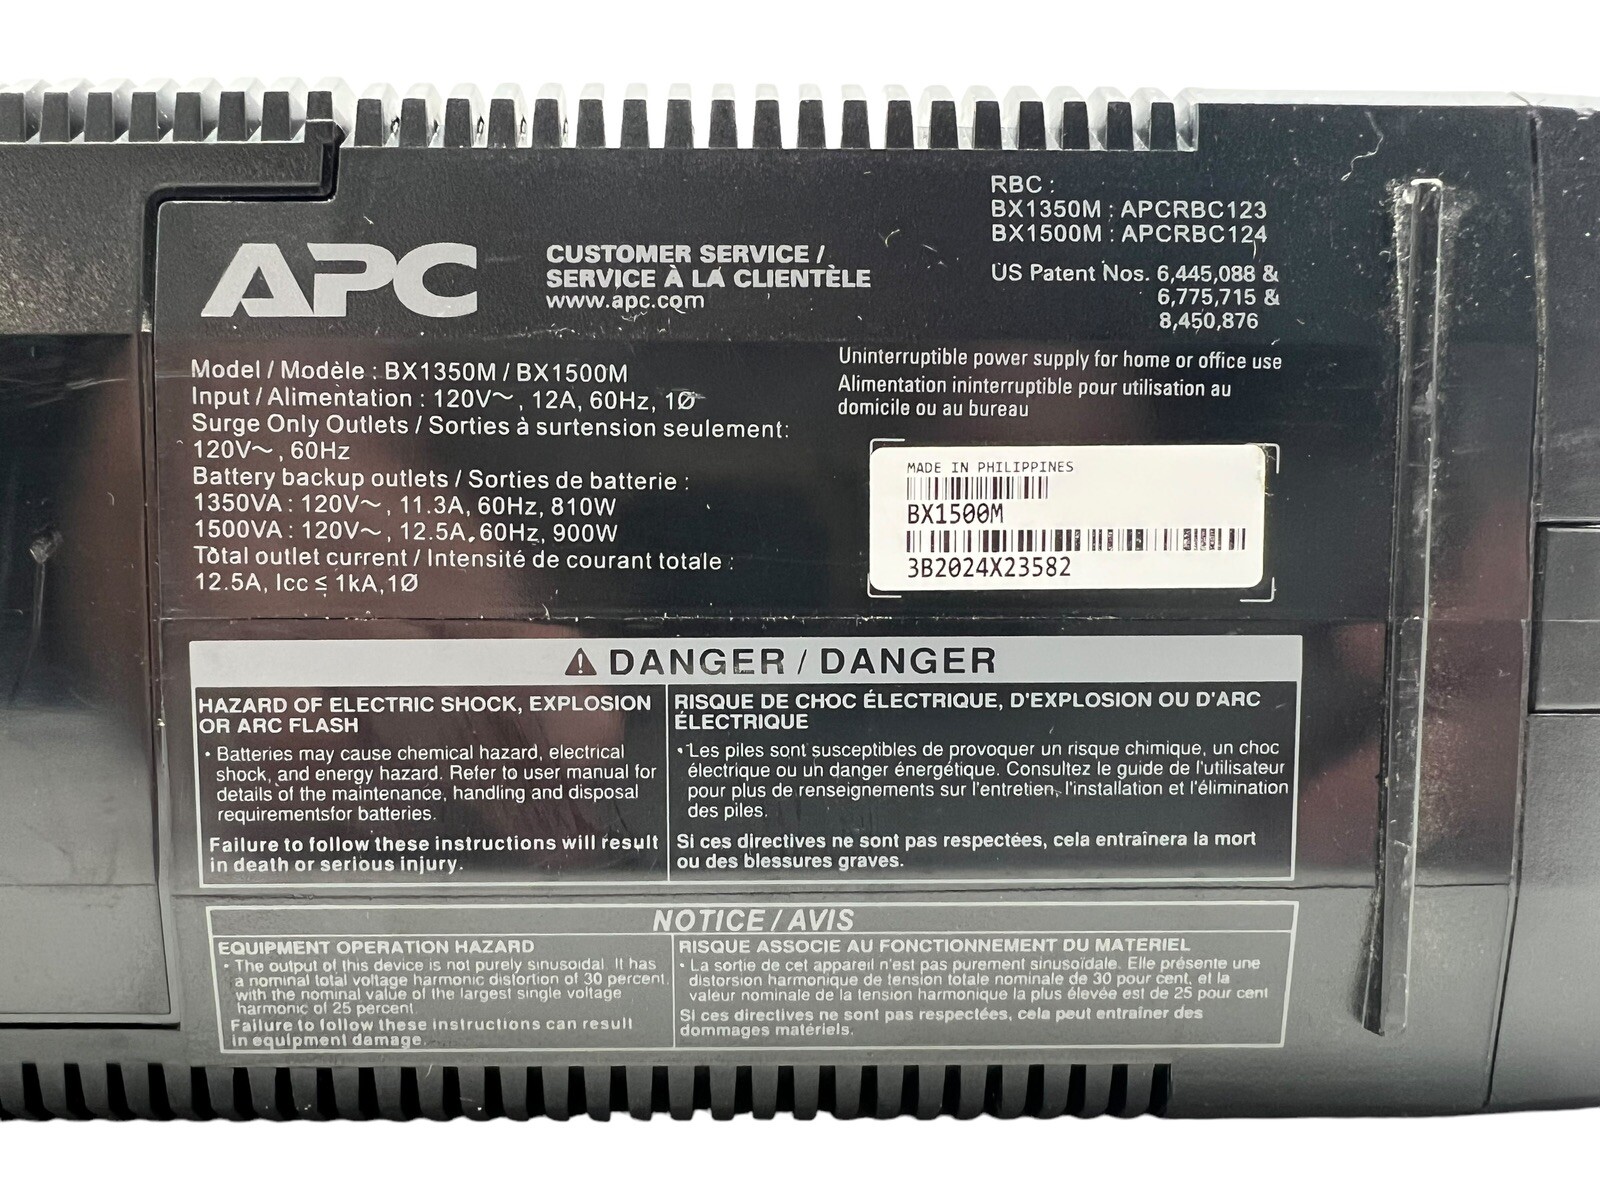 RBC :
BX1350M : APCRBC123
BX1500M : APCRBC124
US Patent Nos. 6,445,088 &
6,775,715 &
8,450,876
APC
CUSTOMER SERVICE /
SERVICE À LA CLIENTÈLE
www.apc.com
Model / Modèle : BX1350M / BX1500M
Input / Alimentation : 120V~, 12A, 60Hz, 1Ø
Surge Only Outlets / Sorties à surtension seulement:
120V~, 60Hz
Battery backup outlets / Sorties de batterie :
1350VA : 120V~, 11.3A, 60Hz, 810W
1500VA : 120V~, 12.5A, 60Hz, 900W
Total outlet current / Intensité de courant totale :
12.5A, Icc ≤ 1kA, 1Ø
Uninterruptible power supply for home or office use
Alimentation ininterruptible pour utilisation au
domicile ou au bureau
MADE IN PHILIPPINES
BX1500M
3B2024X23582
⚠ DANGER / DANGER
HAZARD OF ELECTRIC SHOCK, EXPLOSION
OR ARC FLASH
• Batteries may cause chemical hazard, electrical
shock, and energy hazard. Refer to user manual for
details of the maintenance, handling and disposal
requirementsfor batteries.
Failure to follow these instructions will result
in death or serious injury.
RISQUE DE CHOC ÉLECTRIQUE, D'EXPLOSION OU D'ARC
ÉLECTRIQUE
• Les piles sont susceptibles de provoquer un risque chimique, un choc
électrique ou un danger énergétique. Consultez le guide de l'utilisateur
pour plus de renseignements sur l'entretien, l'installation et l'élimination
des piles.
Si ces directives ne sont pas respectées, cela entraînera la mort
ou des blessures graves.
NOTICE / AVIS
EQUIPMENT OPERATION HAZARD
• The output of this device is not purely sinusoidal. It has
a nominal total voltage harmonic distortion of 30 percent,
with the nominal value of the largest single voltage
harmonic of 25 percent.
Failure to follow these instructions can result
in equipment damage.
RISQUE ASSOCIE AU FONCTIONNEMENT DU MATERIEL
• La sortie de cet appareil n'est pas purement sinusoïdale. Elle présente une
distorsion harmonique de tension totale nominale de 30 pour cent, et la
valeur nominale de la tension harmonique la plus élevée est de 25 pour cent
Si ces directives ne sont pas respectées, cela peut entraîner des
dommages matériels.